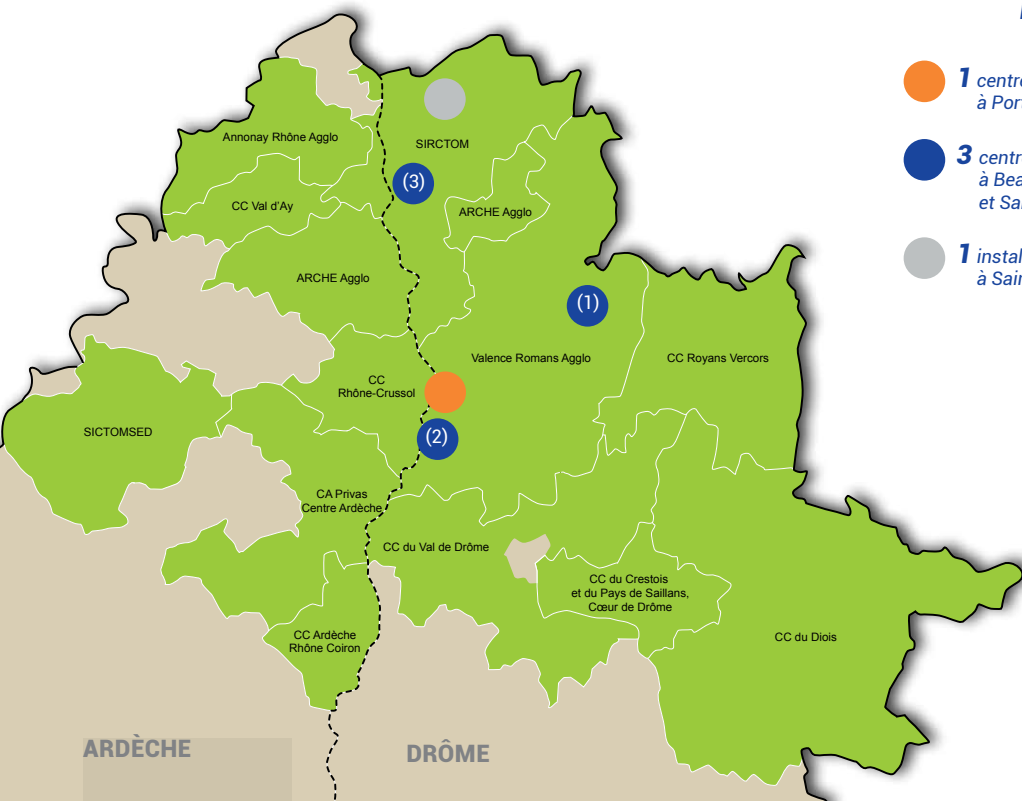 1 centre
à Por
3 centr
à Bea
et Sa
1 instal
à Sain
Annonay Rhône Agglo
SIRCTOM
(3)
CC Val d'Ay
ARCHE Agglo
ARCHE Agglo
(1)
Valence Romans Agglo
CC Royans Vercors
CC
Rhône-Crussol
SICTOMSED
(2)
CA Privas
Centre Ardèche
CC du Val de Drôme
CC du Crestois
et du Pays de Saillans,
Cœur de Drôme
CC Ardèche
Rhône Coiron
CC du Diois
ARDÈCHE
DRÔME